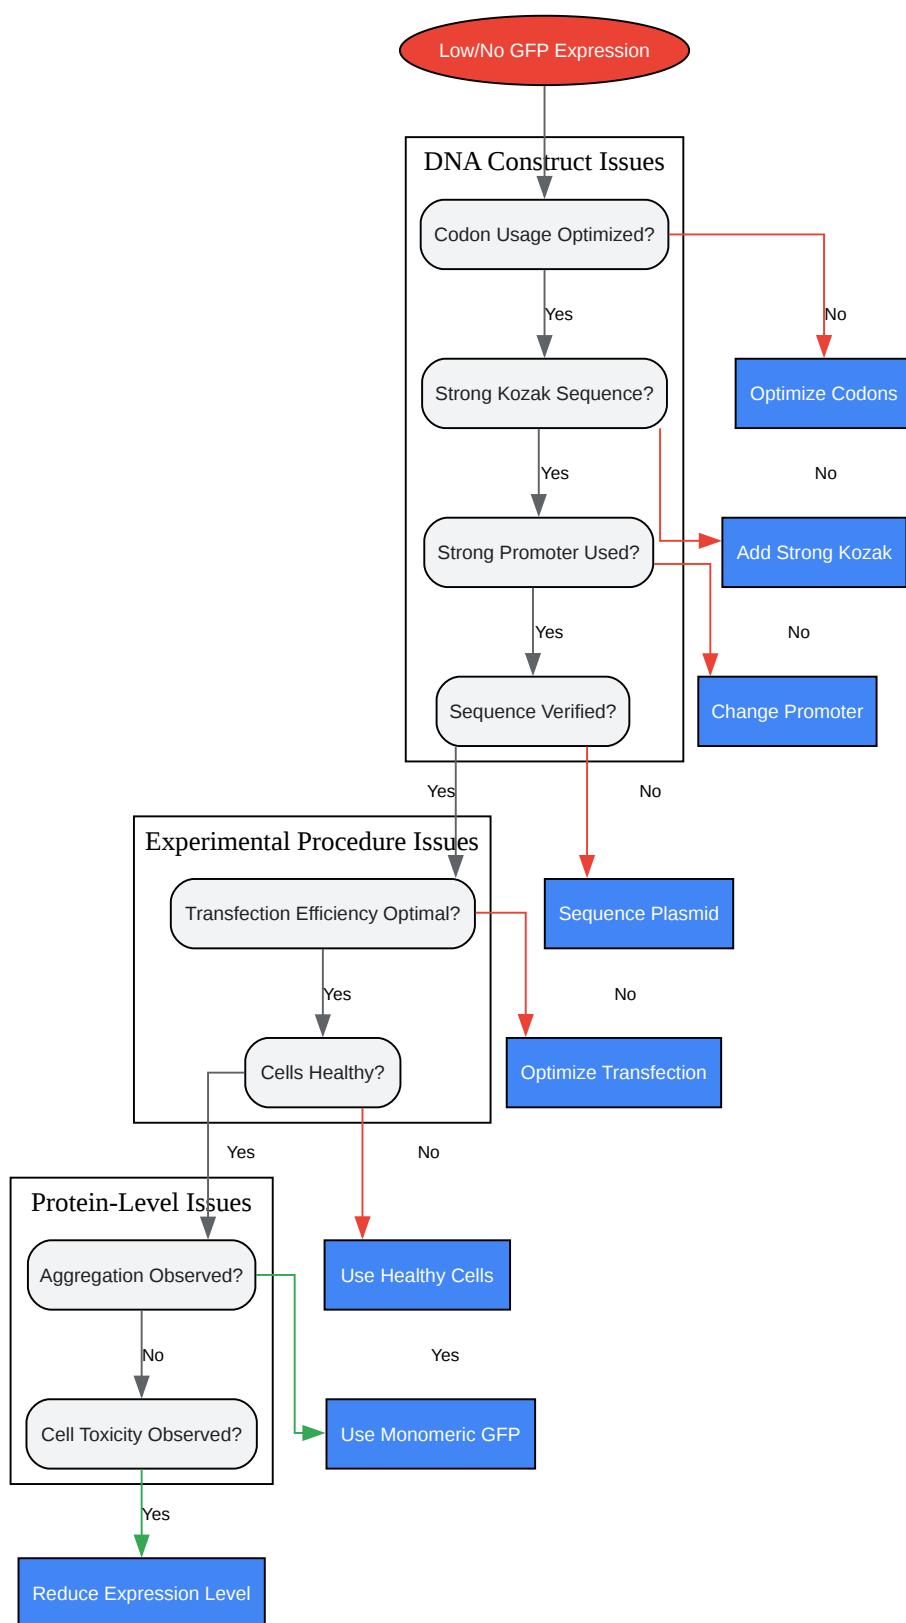 Low/No GFP Expression
DNA Construct Issues
Codon Usage Optimized?
Yes
No
Strong Kozak Sequence?
Optimize Codons
Yes
No
Strong Promoter Used?
Add Strong Kozak
Yes
No
Sequence Verified?
Change Promoter
Yes
No
Experimental Procedure Issues
Transfection Efficiency Optimal?
Sequence Plasmid
Yes
No
Cells Healthy?
Optimize Transfection
Yes
No
Protein-Level Issues
Aggregation Observed?
Use Healthy Cells
No
Yes
Cell Toxicity Observed?
Use Monomeric GFP
Yes
Reduce Expression Level